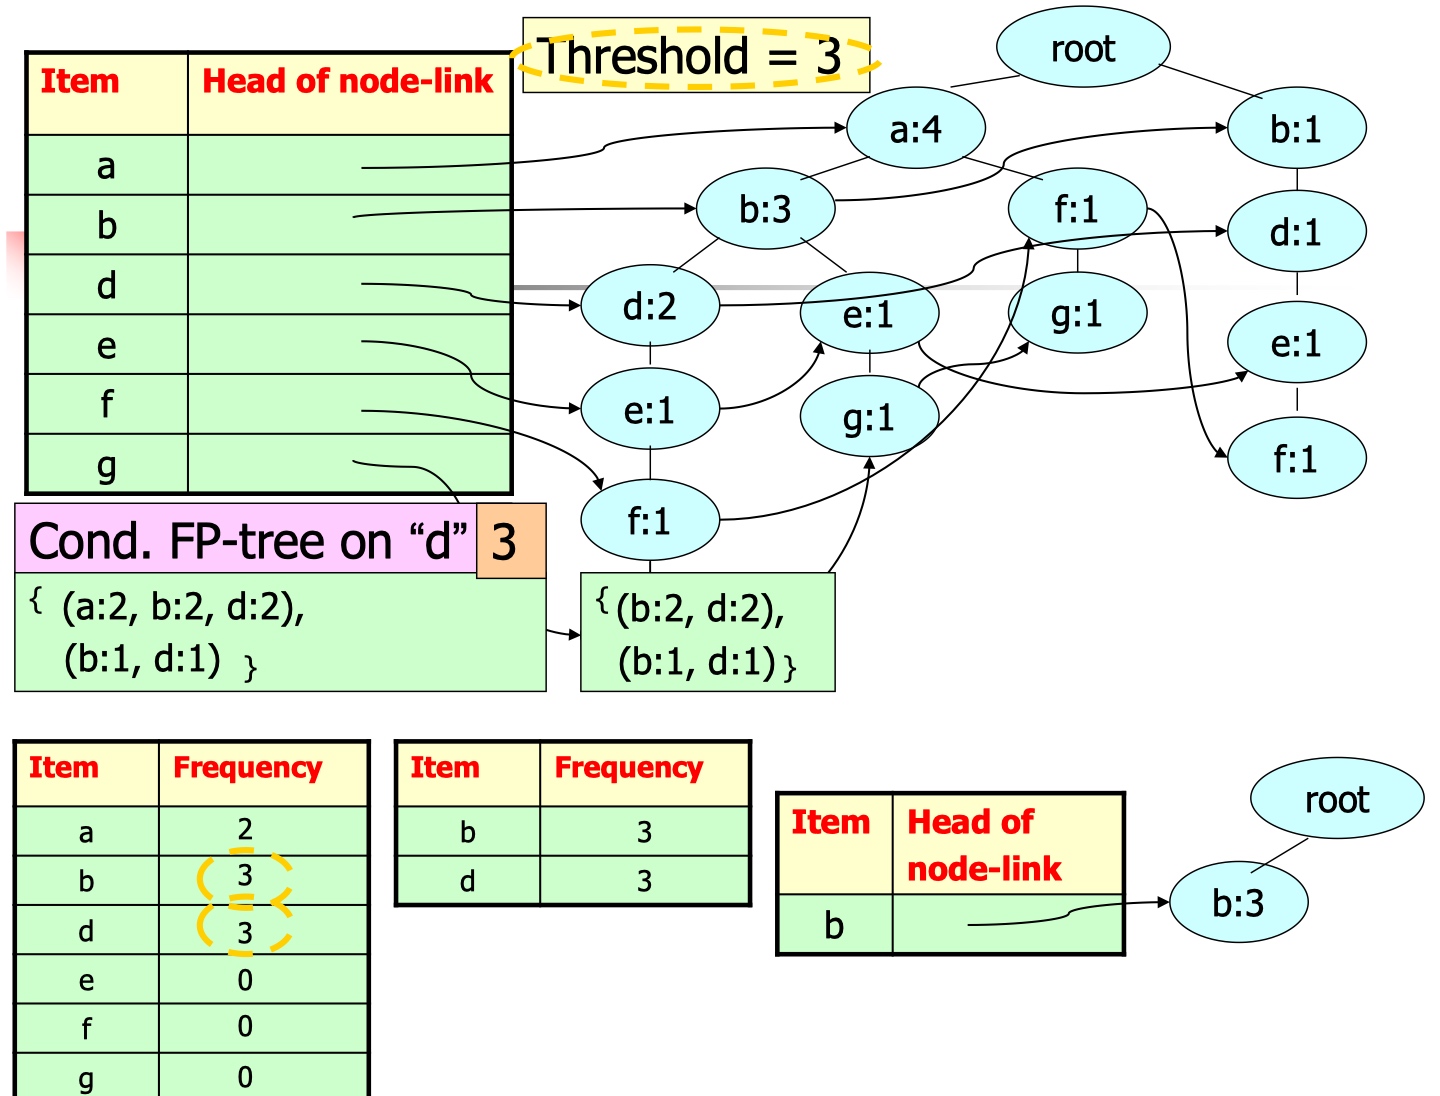 Threshold = 3
Item Head of node-link
a
b
d
e
f
g
root
a:4
b:1
b:3
f:1
d:1
d:2
e:1
g:1
e:1
e:1
g:1
f:1
f:1
Cond. FP-tree on “d” 3
{ (a:2, b:2, d:2),
(b:1, d:1) }
{ (b:2, d:2),
(b:1, d:1) }
Item Frequency
a 2
b 3
d 3
e 0
f 0
g 0
Item Frequency
b 3
d 3
Item Head of
node-link
b
root
b:3